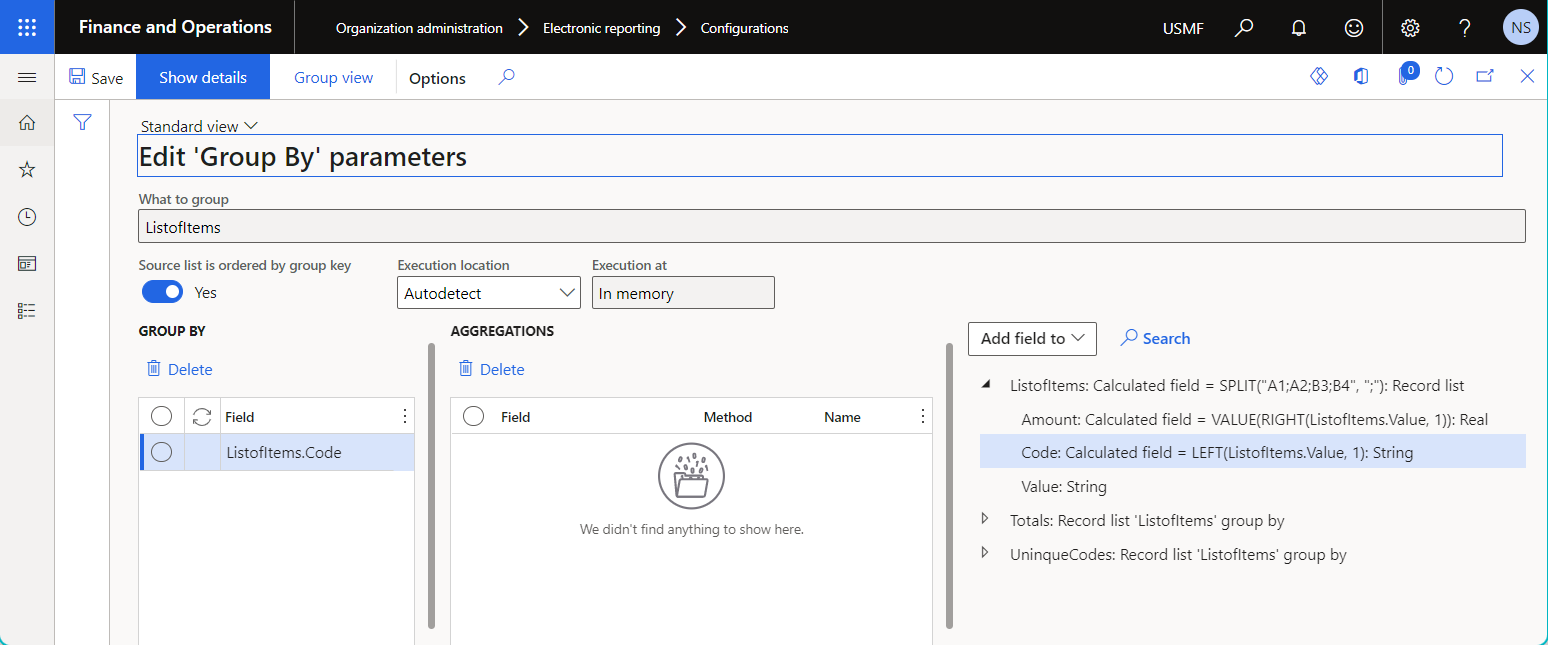 Finance and Operations
Organization administration
Electronic reporting
Configurations
USMF
?
NS
Save
Show details
Group view
Options
0
Standard view
Edit 'Group By' parameters
What to group
ListofItems
Source list is ordered by group key
Execution location
Execution at
Yes
Autodetect
In memory
GROUP BY
Delete
Field
ListofItems.Code
AGGREGATIONS
Delete
Field
Method
Name
We didn't find anything to show here.
Add field to
Search
ListofItems: Calculated field = SPLIT("A1;A2;B3;B4", ";"): Record list
Amount: Calculated field = VALUE(RIGHT(ListofItems.Value, 1)): Real
Code: Calculated field = LEFT(ListofItems.Value, 1): String
Value: String
Totals: Record list 'ListofItems' group by
UninqueCodes: Record list 'ListofItems' group by